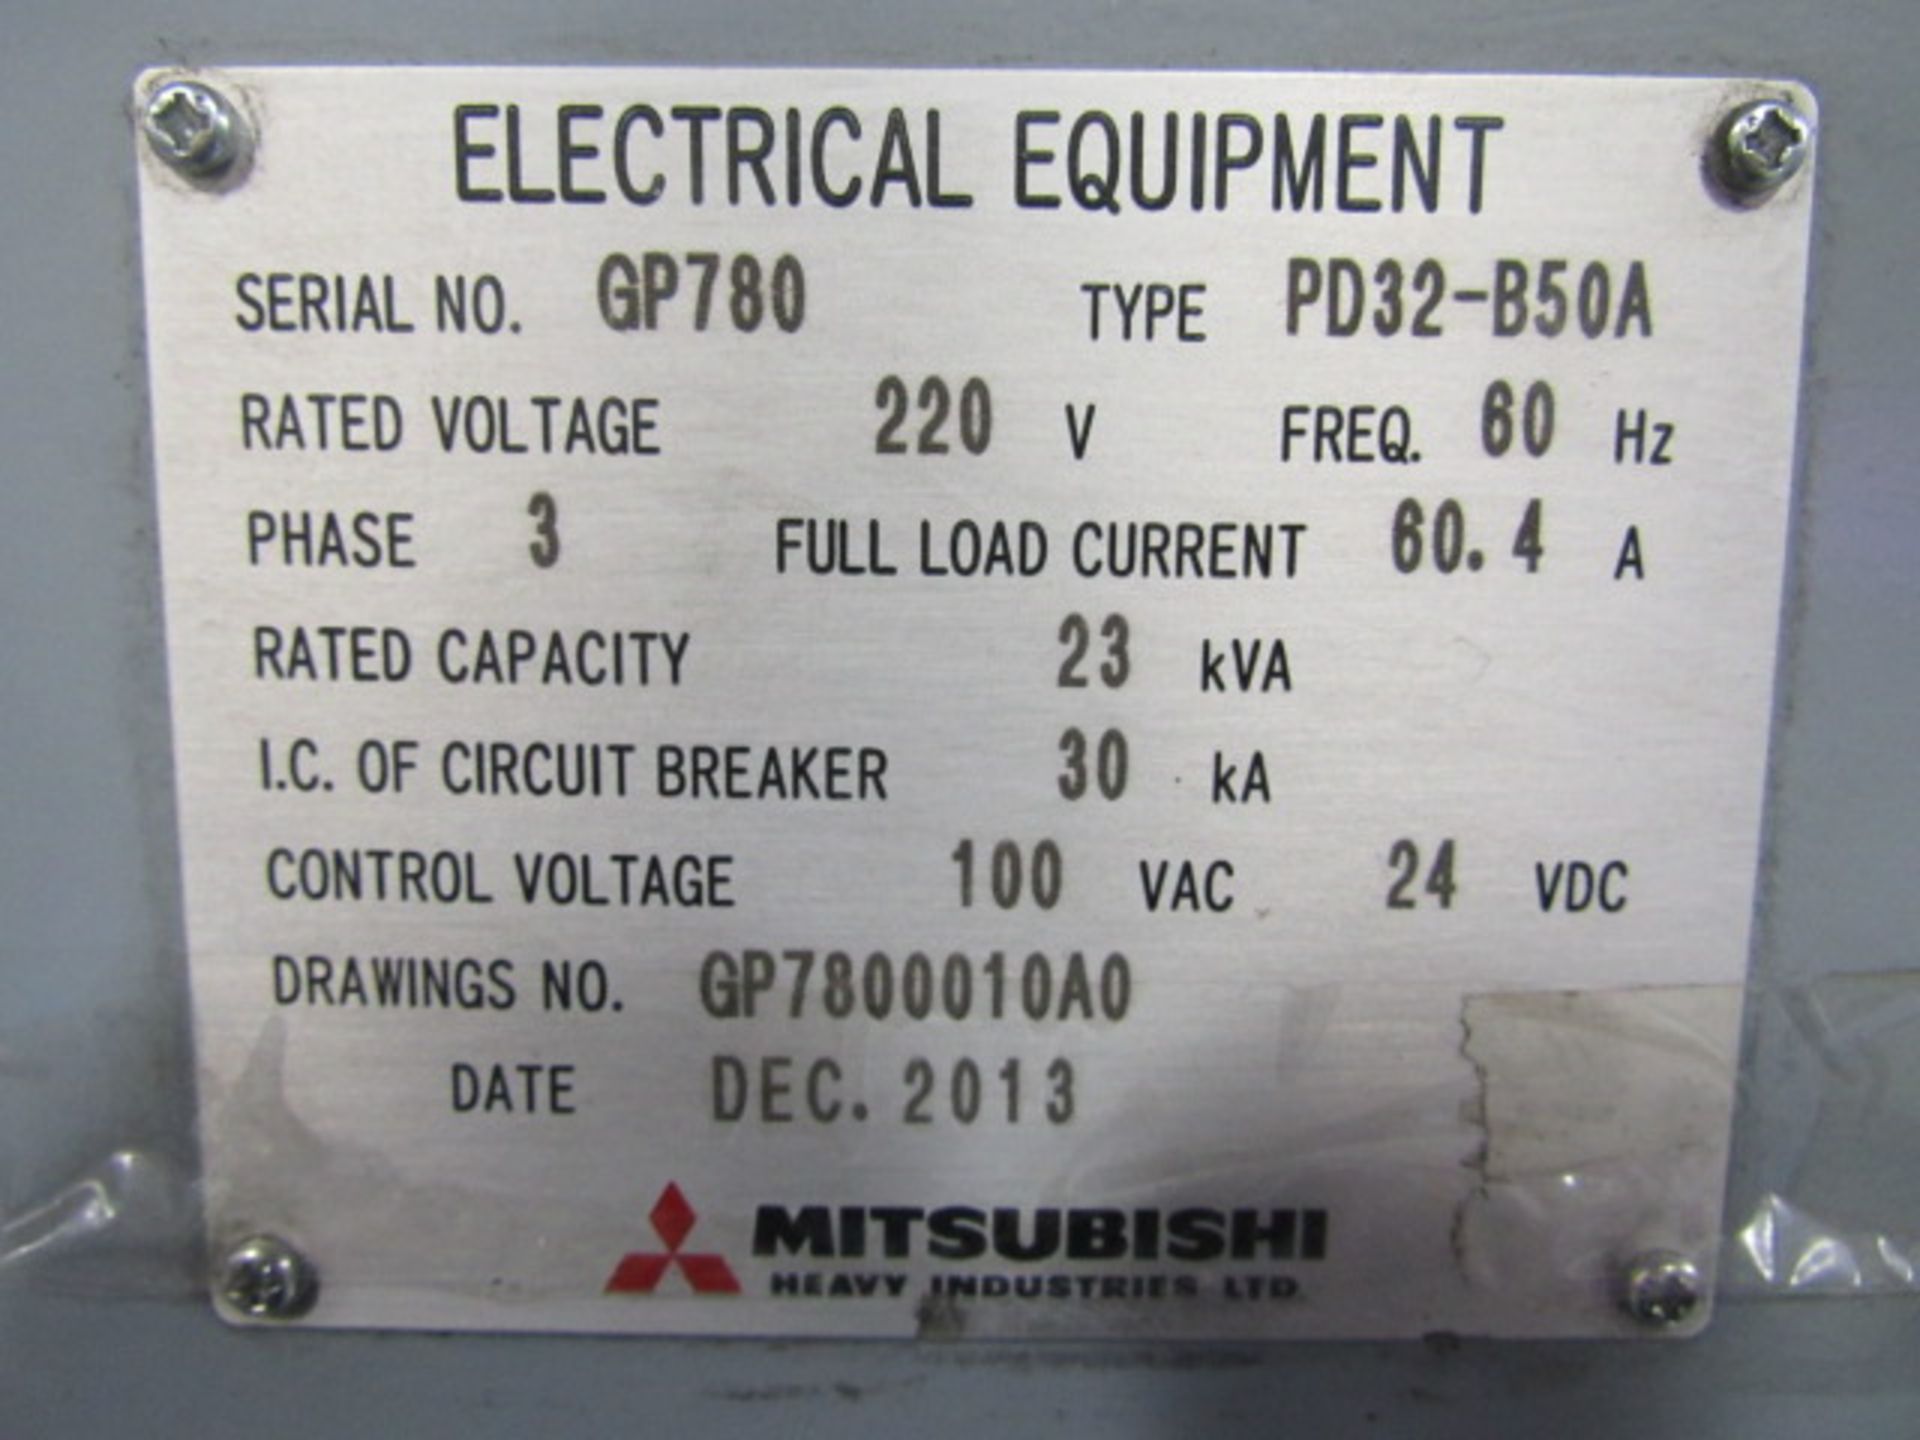 ELECTRICAL EQUIPMENT
SERIAL NO. GP780 TYPE PD32-B50A
RATED VOLTAGE 220 V FREQ. 60 Hz
PHASE 3 FULL LOAD CURRENT 60.4 A
RATED CAPACITY 23 kVA
I.C. OF CIRCUIT BREAKER 30 kA
CONTROL VOLTAGE 100 VAC 24 VDC
DRAWINGS NO. GP7800010A0
DATE DEC. 2013
MITSUBISHI
HEAVY INDUSTRIES LTD.